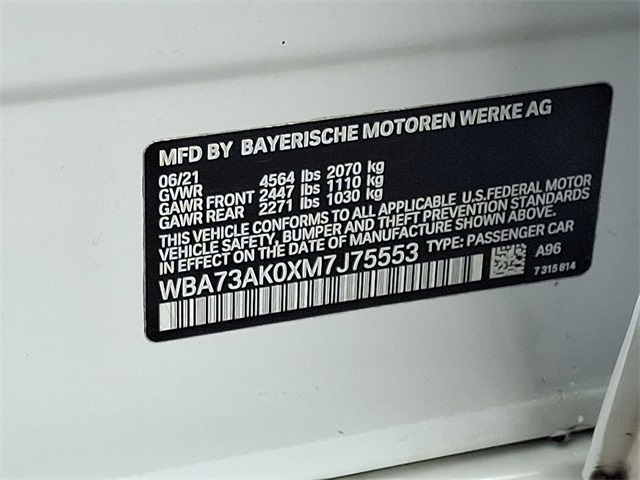 MFD BY BAYERISCHE MOTOREN WERKE AG
06/21
GVWR 4564 lbs 2070 kg
GAWR FRONT 2447 lbs 1110 kg
GAWR REAR 2271 lbs 1030 kg
THIS VEHICLE CONFORMS TO ALL APPLICABLE U.S.FEDERAL MOTOR
VEHICLE SAFETY, BUMPER AND THEFT PREVENTION STANDARDS
IN EFFECT ON THE DATE OF MANUFACTURE SHOWN ABOVE.
WBA73AK0XM7J75553 TYPE: PASSENGER CAR
A96
7 315 814